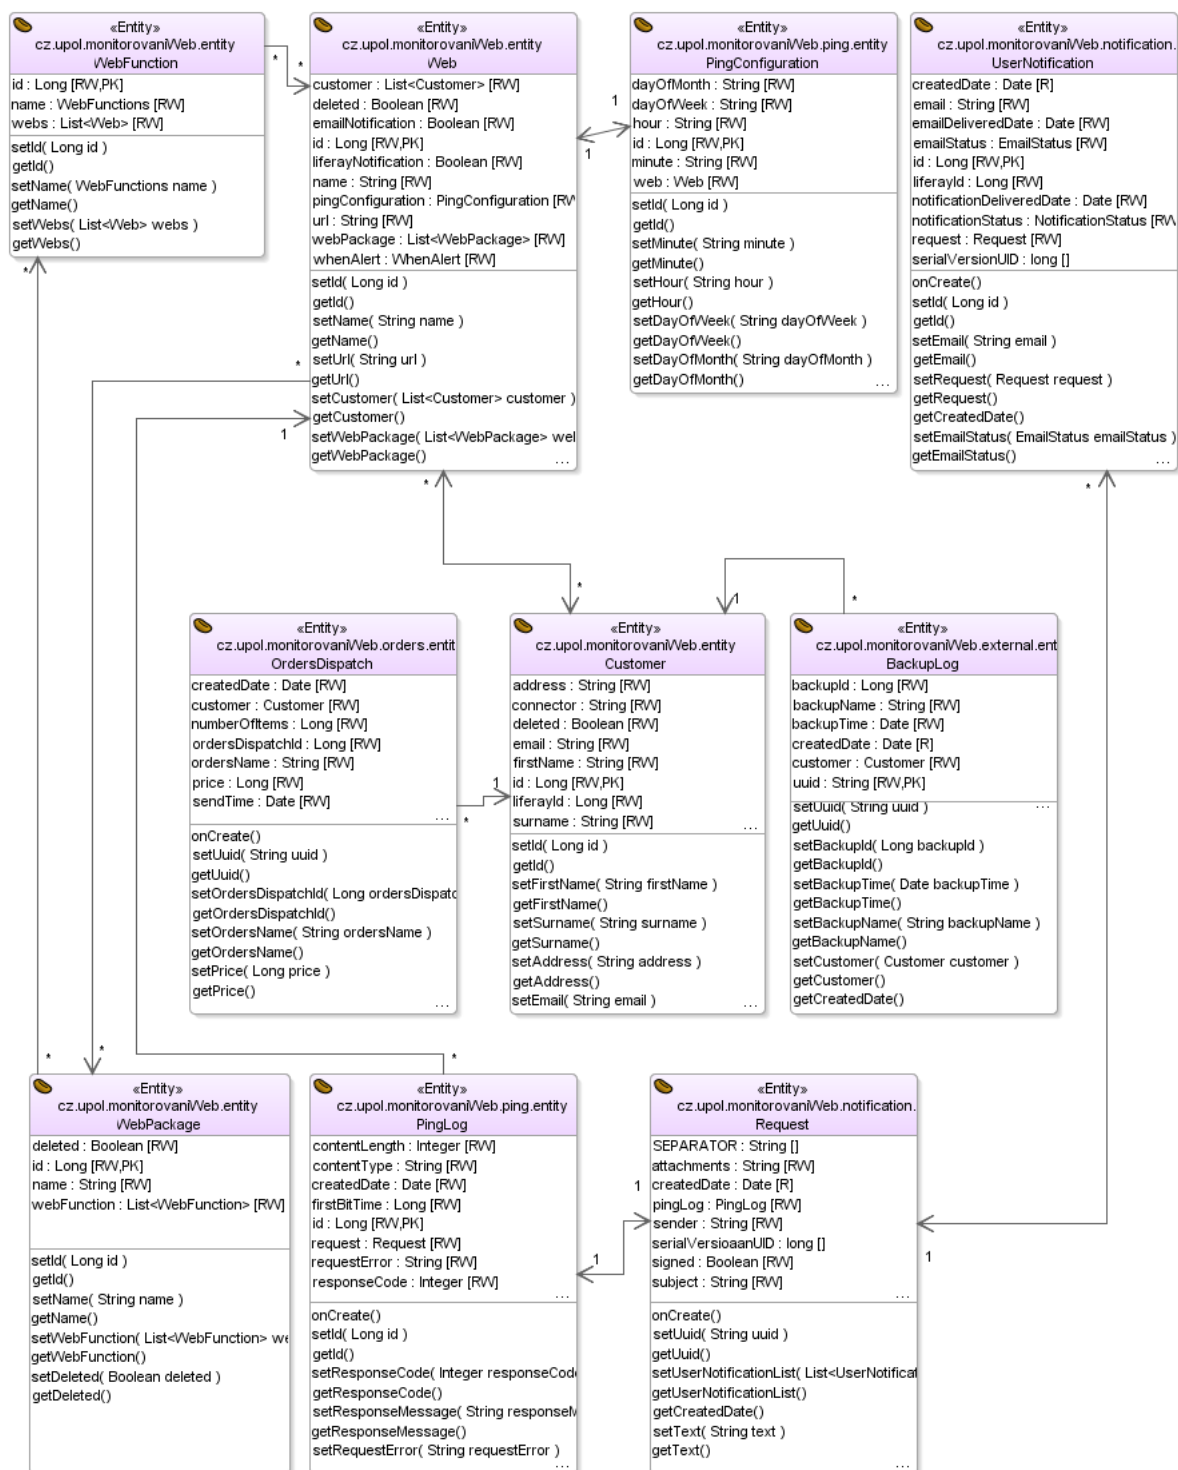 «Entity»
cz.upol.monitorovaniWeb.entity
WebFunction
id : Long [RW,PK]
name : WebFunctions [RW]
webs : List<Web> [RW]
setId( Long id )
getId()
setName( WebFunctions name )
getName()
setWebs( List<Web> webs )
getWebs()
*
*
*
«Entity»
cz.upol.monitorovaniWeb.entity
Web
customer : List<Customer> [RW]
deleted : Boolean [RW]
emailNotification : Boolean [RW]
id : Long [RW,PK]
liferayNotification : Boolean [RW]
name : String [RW]
pingConfiguration : PingConfiguration [RW
url : String [RW]
webPackage : List<WebPackage> [RW]
whenAlert : WhenAlert [RW]
setId( Long id )
getId()
setName( String name )
getName()
setUrl( String url )
getUrl()
setCustomer( List<Customer> customer )
getCustomer()
setWebPackage( List<WebPackage> wel
getWebPackage()
...
*
1
*
1
1
«Entity»
cz.upol.monitorovaniWeb.ping.entity
PingConfiguration
dayOfMonth : String [RW]
dayOfWeek : String [RW]
hour : String [RW]
id : Long [RW,PK]
minute : String [RW]
web : Web [RW]
setId( Long id )
getId()
setMinute( String minute )
getMinute()
setHour( String hour )
getHour()
setDayOfWeek( String dayOfWeek )
getDayOfWeek()
setDayOfMonth( String dayOfMonth )
getDayOfMonth()
...
«Entity»
cz.upol.monitorovaniWeb.notification.
UserNotification
createdDate : Date [R]
email : String [RW]
emailDeliveredDate : Date [RW]
emailStatus : EmailStatus [RW]
id : Long [RW,PK]
liferayId : Long [RW]
notificationDeliveredDate : Date [RW]
notificationStatus : NotificationStatus [RW
request : Request [RW]
serialVersionUID : long []
onCreate()
setId( Long id )
getId()
setEmail( String email )
getEmail()
setRequest( Request request )
getRequest()
getCreatedDate()
setEmailStatus( EmailStatus emailStatus )
getEmailStatus()
...
*
«Entity»
cz.upol.monitorovaniWeb.orders.entit
OrdersDispatch
createdDate : Date [RW]
customer : Customer [RW]
numberOfItems : Long [RW]
ordersDispatchId : Long [RW]
ordersName : String [RW]
price : Long [RW]
sendTime : Date [RW]
...
onCreate()
setUuid( String uuid )
getUuid()
setOrdersDispatchId( Long ordersDispatc
getOrdersDispatchId()
setOrdersName( String ordersName )
getOrdersName()
setPrice( Long price )
getPrice()
...
*
1
*
1
*
«Entity»
cz.upol.monitorovaniWeb.entity
Customer
address : String [RW]
connector : String [RW]
deleted : Boolean [RW]
email : String [RW]
firstName : String [RW]
id : Long [RW,PK]
liferayId : Long [RW]
surname : String [RW]
...
setId( Long id )
getId()
setFirstName( String firstName )
getFirstName()
setSurname( String surname )
getSurname()
setAddress( String address )
getAddress()
setEmail( String email )
...
«Entity»
cz.upol.monitorovaniWeb.external.ent
BackupLog
backupId : Long [RW]
backupName : String [RW]
backupTime : Date [RW]
createdDate : Date [R]
customer : Customer [RW]
uuid : String [RW,PK]
...
setUuid( String uuid )
getUuid()
setBackupId( Long backupId )
getBackupId()
setBackupTime( Date backupTime )
getBackupTime()
setBackupName( String backupName )
getBackupName()
setCustomer( Customer customer )
getCustomer()
getCreatedDate()
*
*
*
«Entity»
cz.upol.monitorovaniWeb.entity
WebPackage
deleted : Boolean [RW]
id : Long [RW,PK]
name : String [RW]
webFunction : List<WebFunction> [RW]
setId( Long id )
getId()
setName( String name )
getName()
setWebFunction( List<WebFunction> we
getWebFunction()
setDeleted( Boolean deleted )
getDeleted()
«Entity»
cz.upol.monitorovaniWeb.ping.entity
PingLog
contentLength : Integer [RW]
contentType : String [RW]
createdDate : Date [RW]
firstBitTime : Long [RW]
id : Long [RW,PK]
request : Request [RW]
requestError : String [RW]
responseCode : Integer [RW]
...
onCreate()
setId( Long id )
getId()
setResponseCode( Integer responseCode
getResponseCode()
setResponseMessage( String responseM
getResponseMessage()
setRequestError( String requestError )
...
1
1
«Entity»
cz.upol.monitorovaniWeb.notification.
Request
SEPARATOR : String []
attachments : String [RW]
createdDate : Date [R]
pingLog : PingLog [RW]
sender : String [RW]
serialVersioaanUID : long []
signed : Boolean [RW]
subject : String [RW]
...
onCreate()
setUuid( String uuid )
getUuid()
setUserNotificationList( List<UserNotificat
getUserNotificationList()
getCreatedDate()
setText( String text )
getText()
...
1